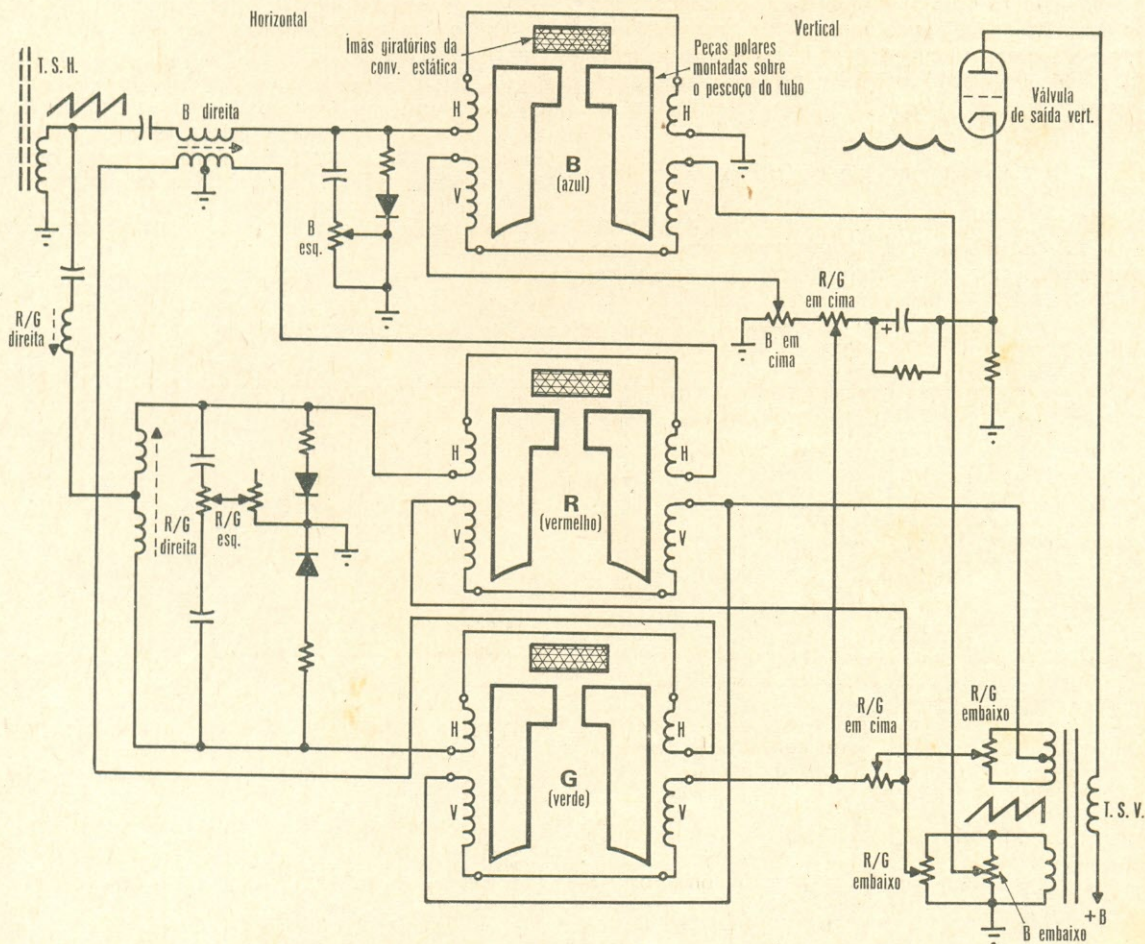 Horizontal
Vertical
T. S. H.
Ímãs giratórios da
conv. estática
Peças polares
montadas sobre
o pescoço do tubo
Válvula
de saída vert.
B direita
H
H
B
(azul)
V
V
B
esq.
R/G
em cima
+
B em
cima
R/G
direita
H
H
R
(vermelho)
V
V
R/G
direita
R/G
esq.
H
H
G
(verde)
V
V
R/G
em cima
R/G
embaixo
T. S. V.
R/G
embaixo
+B
B embaixo